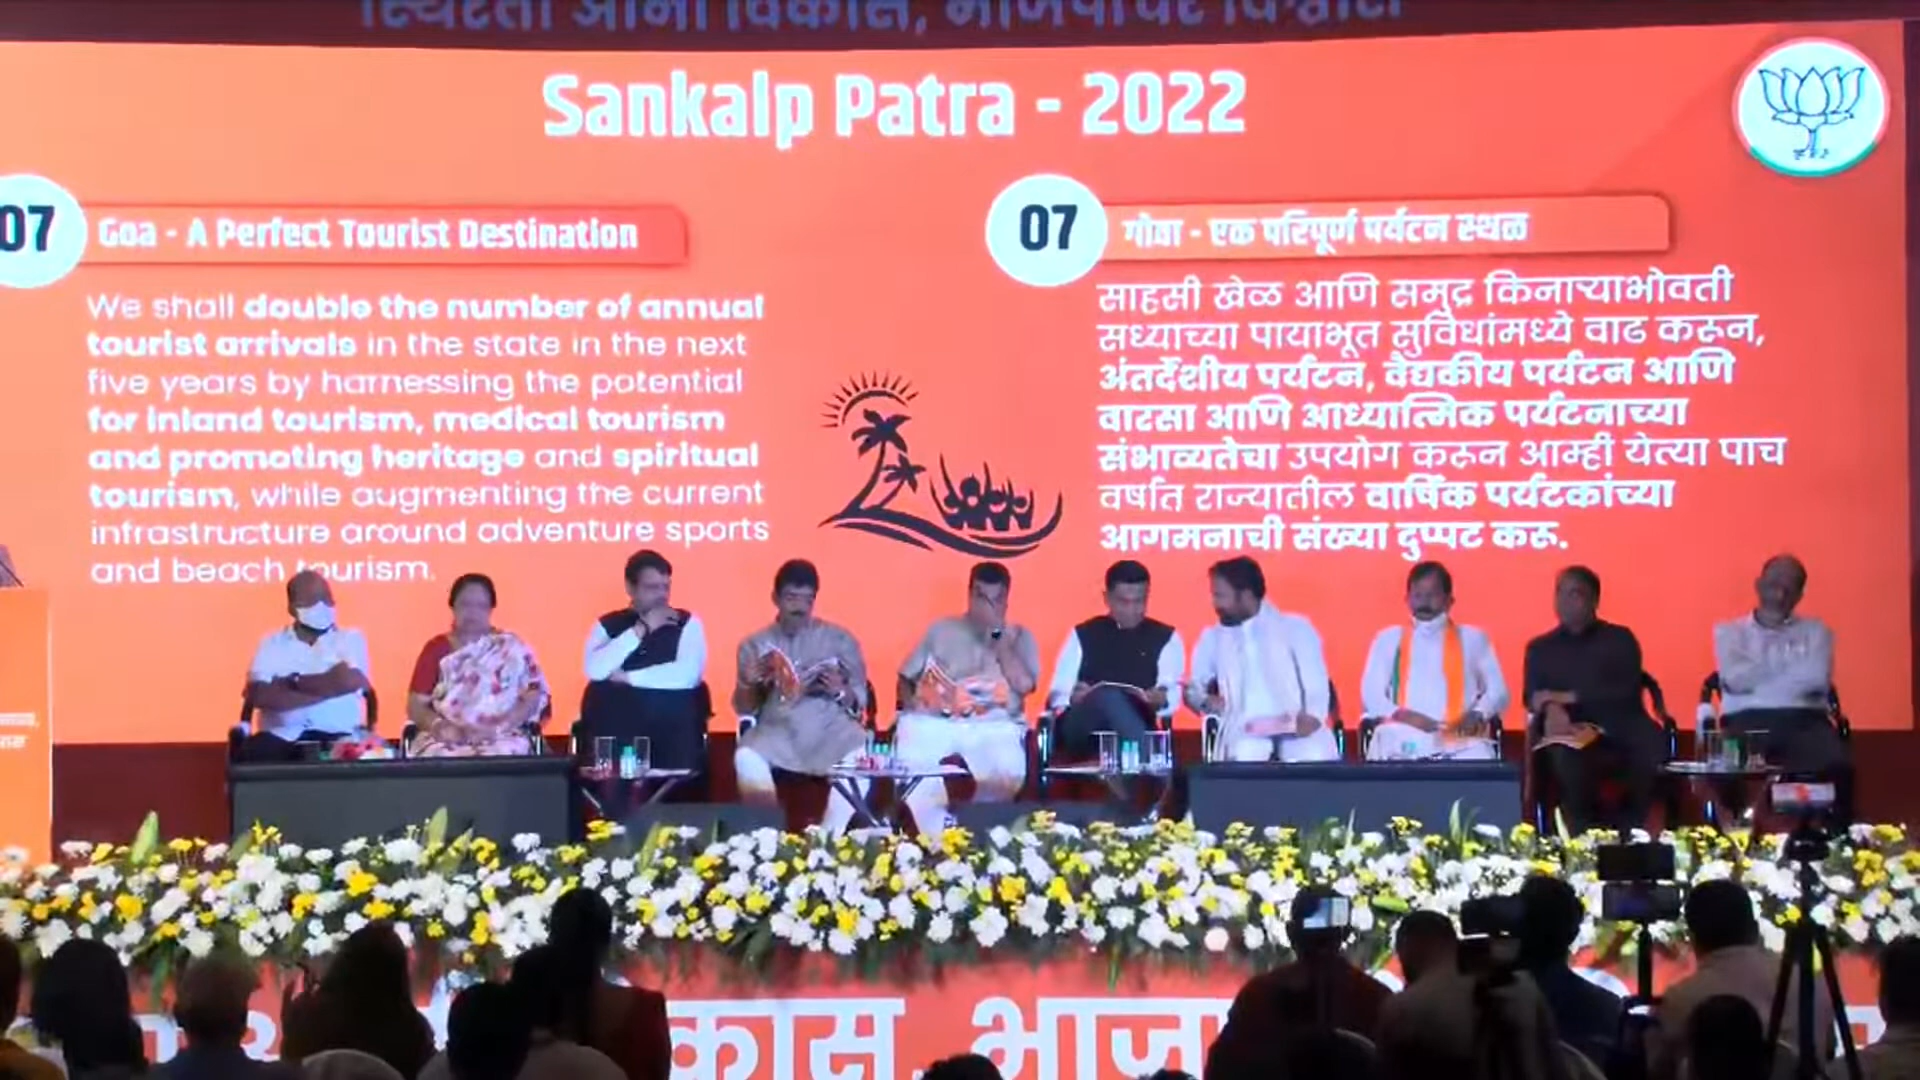 स्थिरता आनी विकास, भाजपाचेर विश्वास
Sankalp Patra - 2022
07
Goa - A Perfect Tourist Destination
We shall double the number of annual
tourist arrivals in the state in the next
five years by harnessing the potential
for inland tourism, medical tourism
and promoting heritage and spiritual
tourism, while augmenting the current
infrastructure around adventure sports
and beach tourism.
07
गोवा - एक परिपूर्ण पर्यटन स्थळ
साहसी खेळ आणि समुद्र किनाऱ्याभोवती
सध्याच्या पायाभूत सुविधांमध्ये वाढ करून,
अंतर्देशीय पर्यटन, वैद्यकीय पर्यटन आणि
वारसा आणि आध्यात्मिक पर्यटनाच्या
संभाव्यतेचा उपयोग करून आम्ही येत्या पाच
वर्षात राज्यातील वार्षिक पर्यटकांच्या
आगमनाची संख्या दुप्पट करू.
कास, भाज